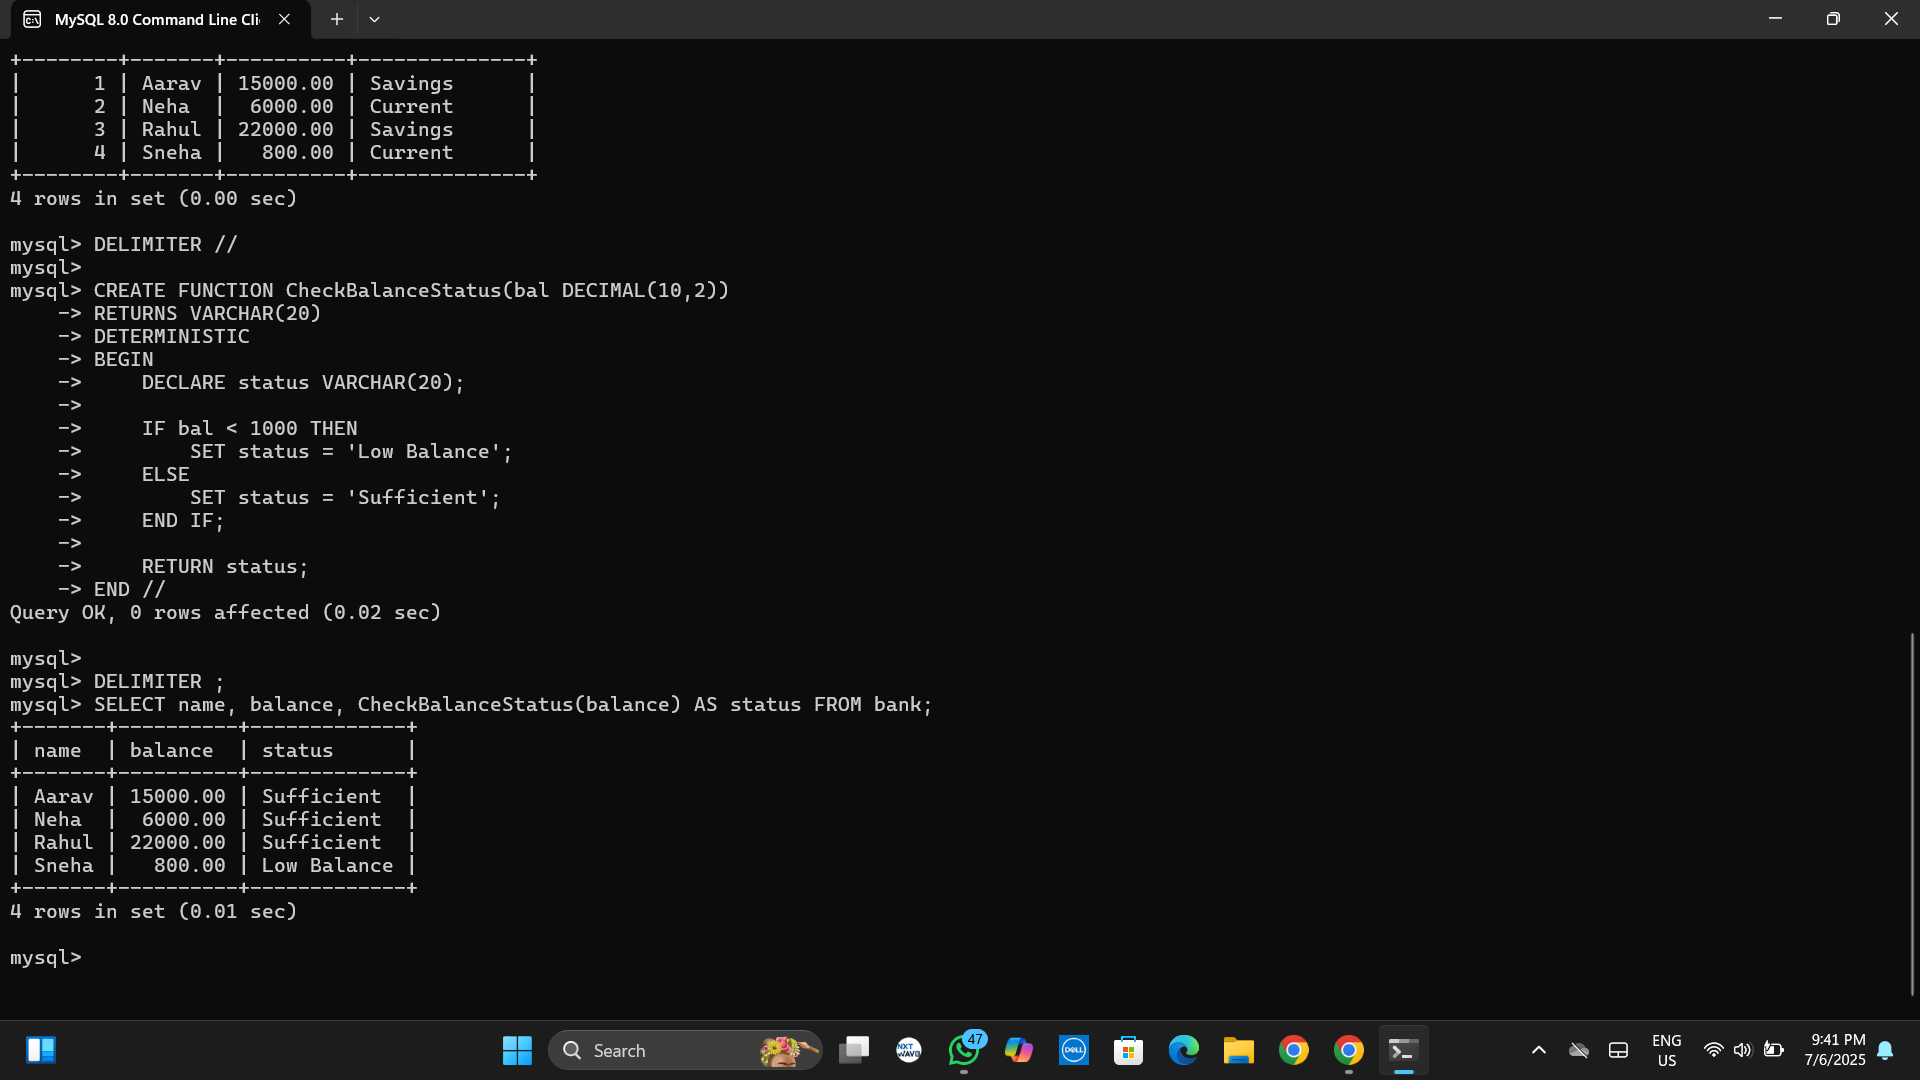 MySQL 8.0 Command Line Cli
+--------+-------+----------+--------------+
|      1 | Aarav | 15000.00 | Savings      |
|      2 | Neha  |  6000.00 | Current      |
|      3 | Rahul | 22000.00 | Savings      |
|      4 | Sneha |   800.00 | Current      |
+--------+-------+----------+--------------+
4 rows in set (0.00 sec)
mysql> DELIMITER //
mysql>
mysql> CREATE FUNCTION CheckBalanceStatus(bal DECIMAL(10,2))
    -> RETURNS VARCHAR(20)
    -> DETERMINISTIC
    -> BEGIN
    ->     DECLARE status VARCHAR(20);
    ->
    ->     IF bal < 1000 THEN
    ->         SET status = 'Low Balance';
    ->     ELSE
    ->         SET status = 'Sufficient';
    ->     END IF;
    ->
    ->     RETURN status;
    -> END //
Query OK, 0 rows affected (0.02 sec)
mysql>
mysql> DELIMITER ;
mysql> SELECT name, balance, CheckBalanceStatus(balance) AS status FROM bank;
+-------+----------+-------------+
| name  | balance  | status      |
+-------+----------+-------------+
| Aarav | 15000.00 | Sufficient  |
| Neha  |  6000.00 | Sufficient  |
| Rahul | 22000.00 | Sufficient  |
| Sneha |   800.00 | Low Balance |
+-------+----------+-------------+
4 rows in set (0.01 sec)
mysql>
Search
NXT WAVE
47
DELL
ENG
US
9:41 PM
7/6/2025